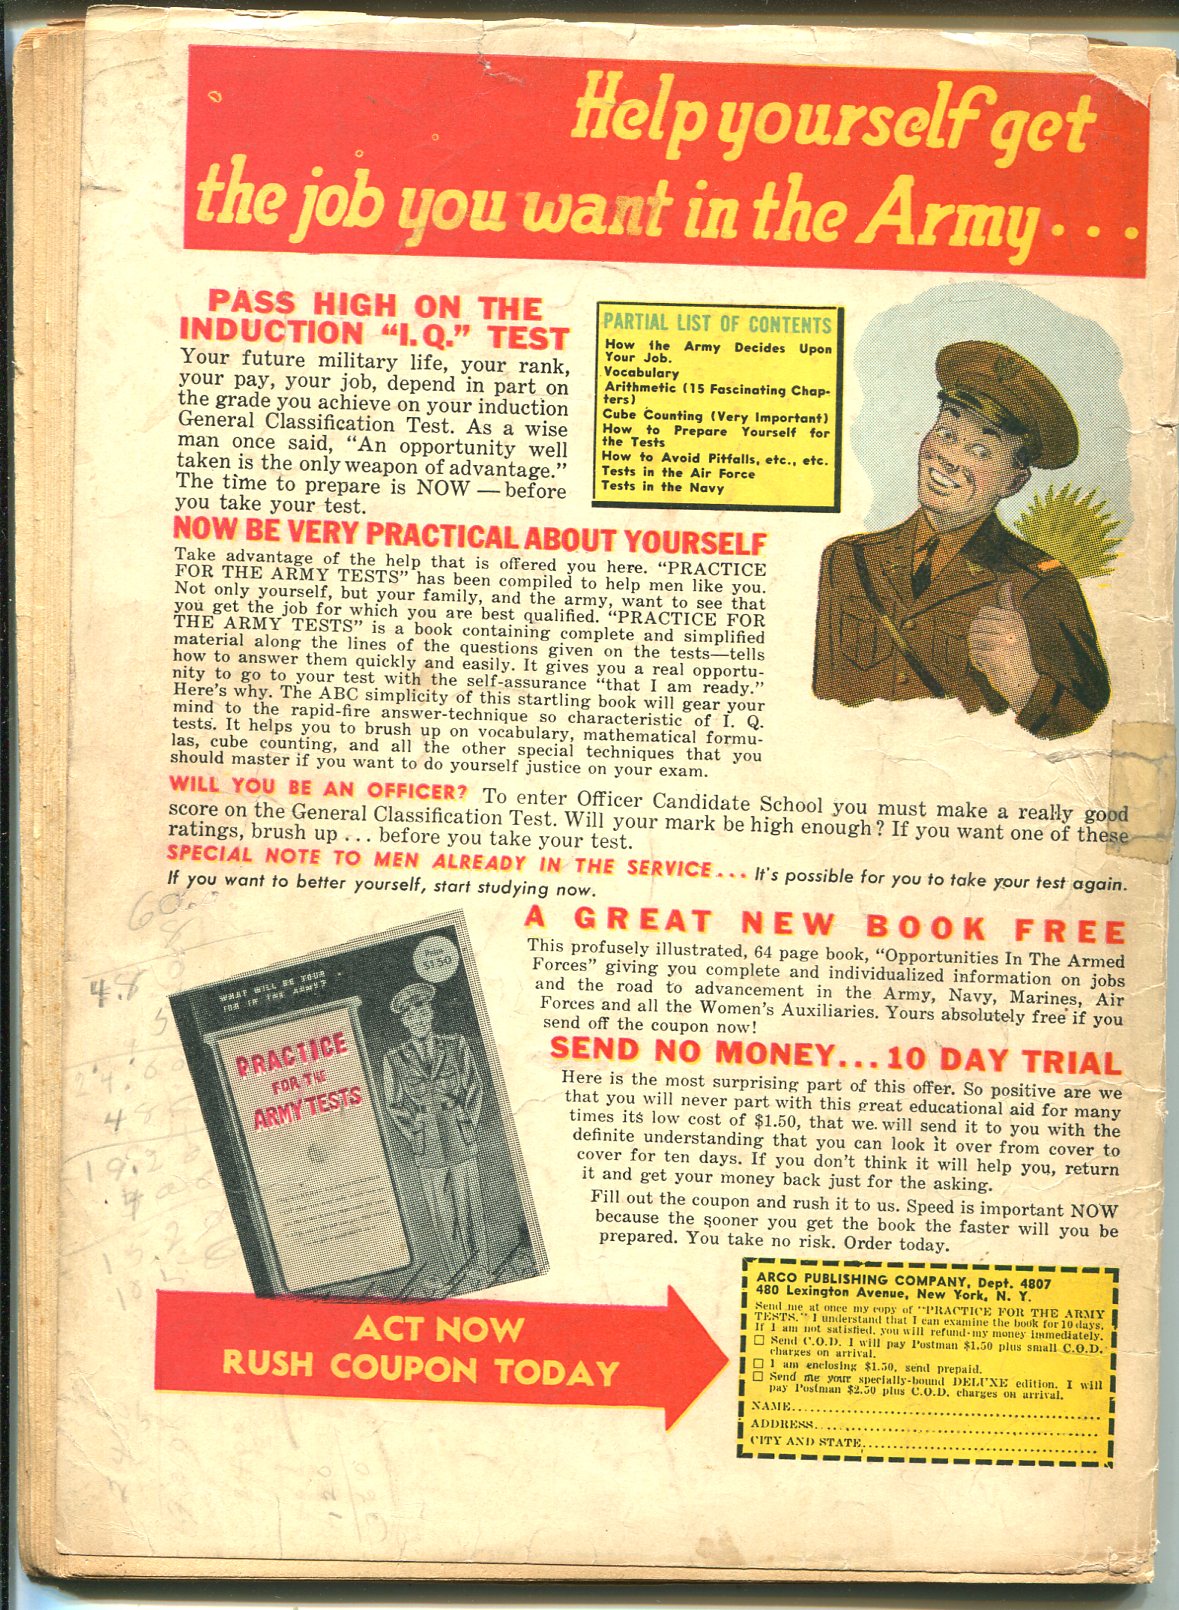 Help yourself get
the job you want in the Army...
PASS HIGH ON THE
INDUCTION "I.Q." TEST
Your future military life, your rank,
your pay, your job, depend in part on
the grade you achieve on your induction
General Classification Test. As a wise
man once said, "An opportunity well
taken is the only weapon of advantage."
The time to prepare is NOW — before
you take your test.
PARTIAL LIST OF CONTENTS
How the Army Decides Upon
Your Job.
Vocabulary
Arithmetic (15 Fascinating Chap-
ters)
Cube Counting (Very Important)
How to Prepare Yourself for
the Tests
How to Avoid Pitfalls, etc., etc.
Tests in the Air Force
Tests in the Navy
NOW BE VERY PRACTICAL ABOUT YOURSELF
Take advantage of the help that is offered you here. "PRACTICE
FOR THE ARMY TESTS" has been compiled to help men like you.
Not only yourself, but your family, and the army, want to see that
you get the job for which you are best qualified. "PRACTICE FOR
THE ARMY TESTS" is a book containing complete and simplified
material along the lines of the questions given on the tests—tells
how to answer them quickly and easily. It gives you a real opportu-
nity to go to your test with the self-assurance "that I am ready."
Here's why. The ABC simplicity of this startling book will gear your
mind to the rapid-fire answer-technique so characteristic of I. Q.
tests. It helps you to brush up on vocabulary, mathematical formu-
las, cube counting, and all the other special techniques that you
should master if you want to do yourself justice on your exam.
WILL YOU BE AN OFFICER? To enter Officer Candidate School you must make a really good
score on the General Classification Test. Will your mark be high enough? If you want one of these
ratings, brush up ... before you take your test.
SPECIAL NOTE TO MEN ALREADY IN THE SERVICE... It's possible for you to take your test again.
If you want to better yourself, start studying now.
A GREAT NEW BOOK FREE
This profusely illustrated, 64 page book, "Opportunities In The Armed
Forces" giving you complete and individualized information on jobs
and the road to advancement in the Army, Navy, Marines, Air
Forces and all the Women's Auxiliaries. Yours absolutely free if you
send off the coupon now!
SEND NO MONEY... 10 DAY TRIAL
Here is the most surprising part of this offer. So positive are we
that you will never part with this great educational aid for many
times its low cost of $1.50, that we will send it to you with the
definite understanding that you can look it over from cover to
cover for ten days. If you don't think it will help you, return
it and get your money back just for the asking.
Fill out the coupon and rush it to us. Speed is important NOW
because the sooner you get the book the faster will you be
prepared. You take no risk. Order today.
Price
$1.50
WHAT WILL BE YOUR
JOB IN THE ARMY?
PRACTICE
FOR THE
ARMY TESTS
ACT NOW
RUSH COUPON TODAY
ARCO PUBLISHING COMPANY, Dept. 4807
480 Lexington Avenue, New York, N. Y.
Send me at once my copy of "PRACTICE FOR THE ARMY
TESTS." I understand that I can examine the book for 10 days.
If I am not satisfied, you will refund my money immediately.
□ Send C.O.D. I will pay Postman $1.50 plus small C.O.D.
charges on arrival.
□ I am enclosing $1.50, send prepaid.
□ Send me your specially-bound DELUXE edition. I will
pay Postman $2.50 plus C.O.D. charges on arrival.
NAME
ADDRESS
CITY AND STATE